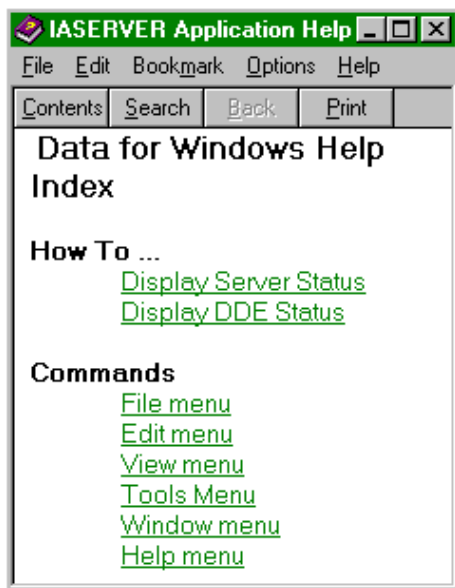 IASERVER Application Help
File Edit Bookmark Options Help
Contents Search Back Print
Data for Windows Help
Index
How To ...
Display Server Status
Display DDE Status
Commands
File menu
Edit menu
View menu
Tools Menu
Window menu
Help menu